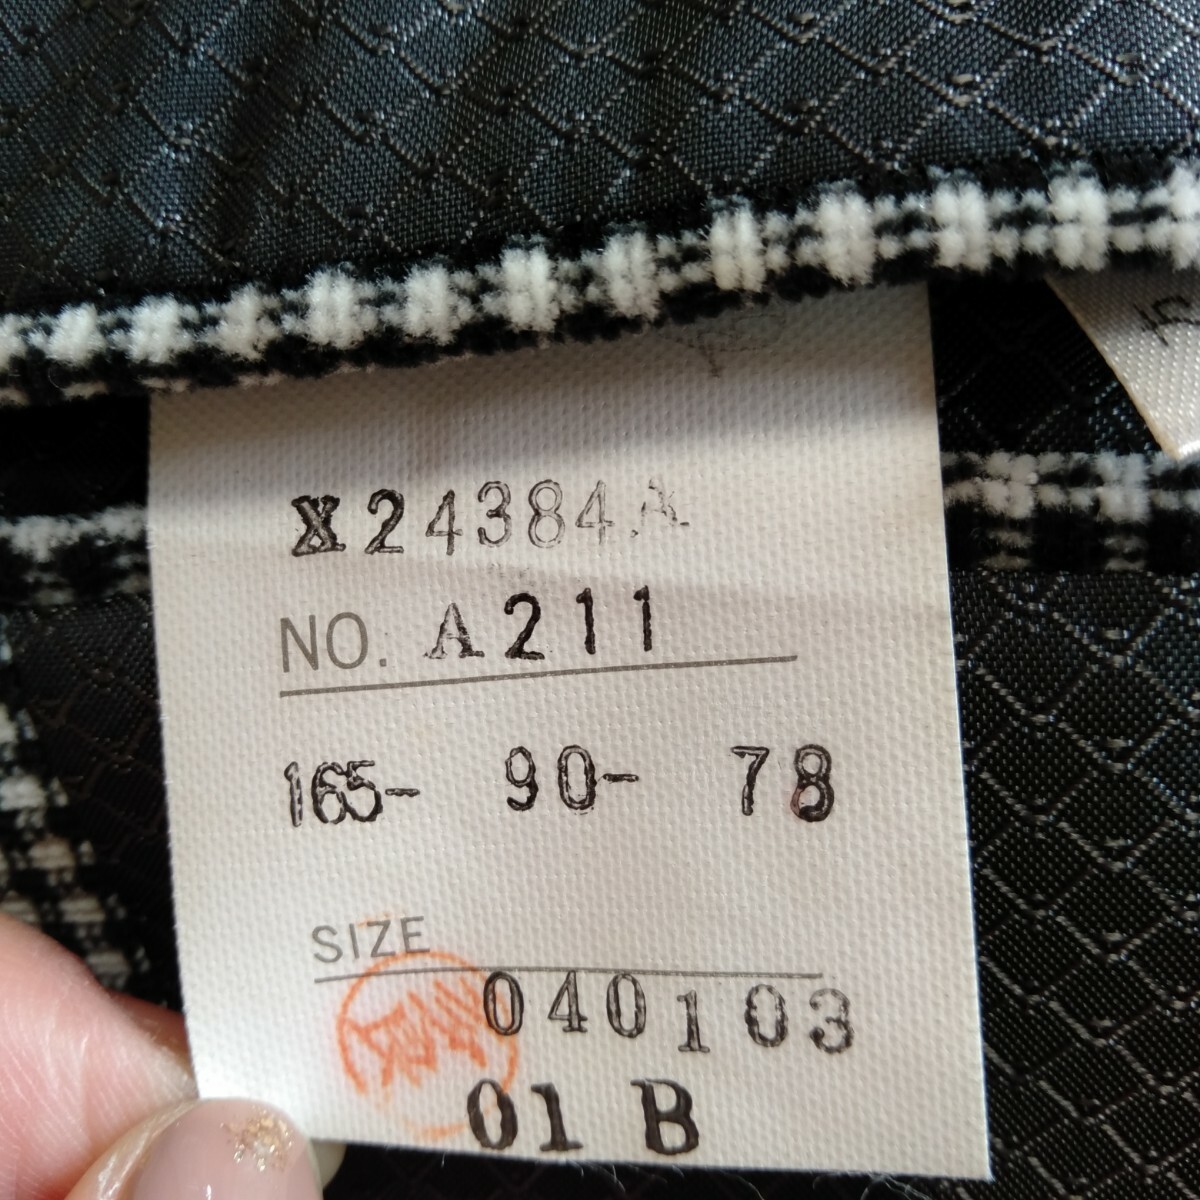 X24384A
NO. A211
165- 90- 78
SIZE
040103
01 B